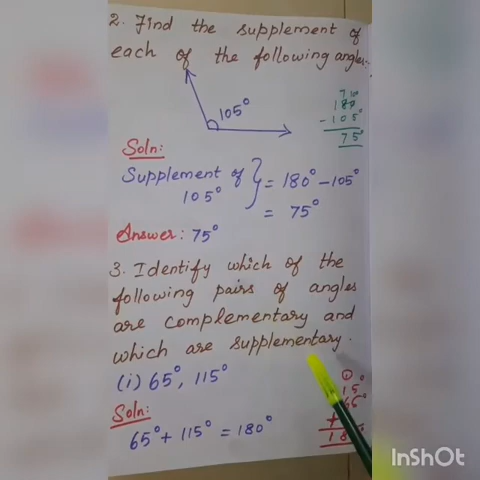 2. Find the supplement of
each of the following angles:
105°
7 10
180
-105°
75°
Soln:
Supplement of
105° } = 180° - 105°
= 75°
Answer: 75°
3. Identify which of the
following pairs of angles
are complementary and
which are supplementary.
(i) 65°, 115°
Soln:
65° + 115° = 180°
InShOt